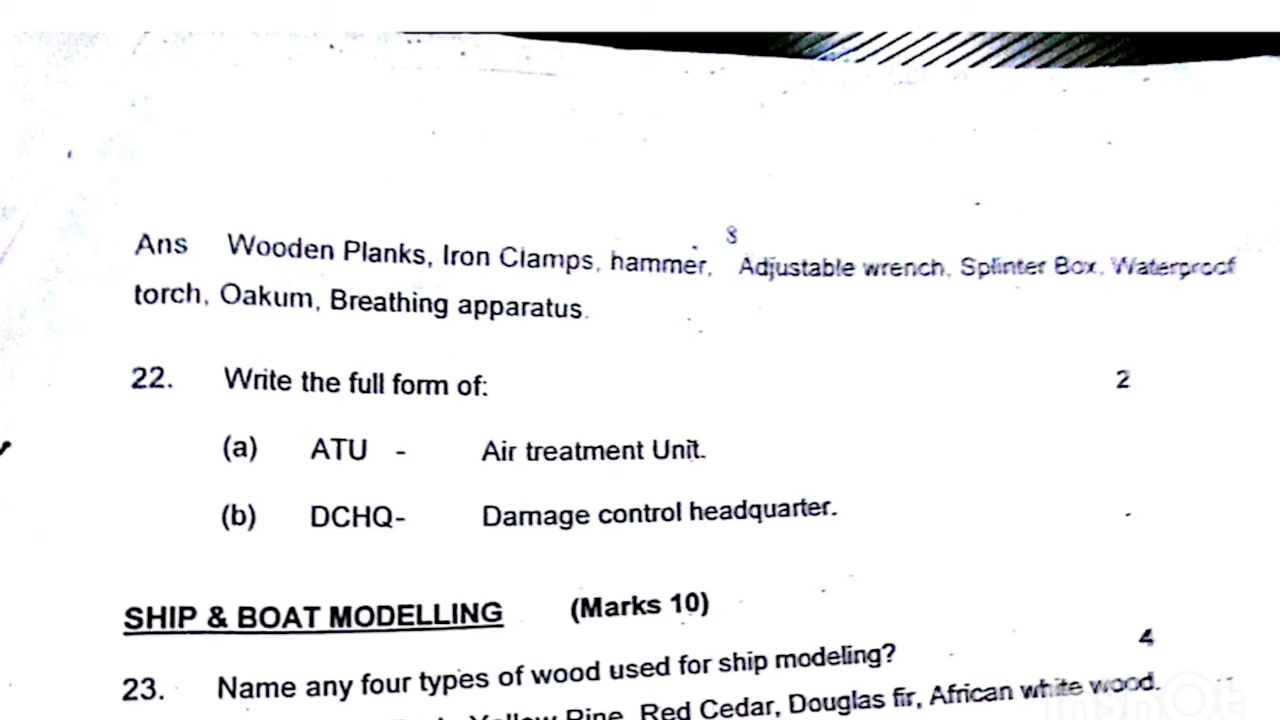 8
Ans Wooden Planks, Iron Clamps, hammer, Adjustable wrench, Splinter Box, Waterproof
torch, Oakum, Breathing apparatus.
22. Write the full form of: 2
(a) ATU - Air treatment Unit.
(b) DCHQ- Damage control headquarter.
SHIP & BOAT MODELLING (Marks 10)
23. Name any four types of wood used for ship modeling? 4
Yellow Pine, Red Cedar, Douglas fir, African white wood.
InShOt